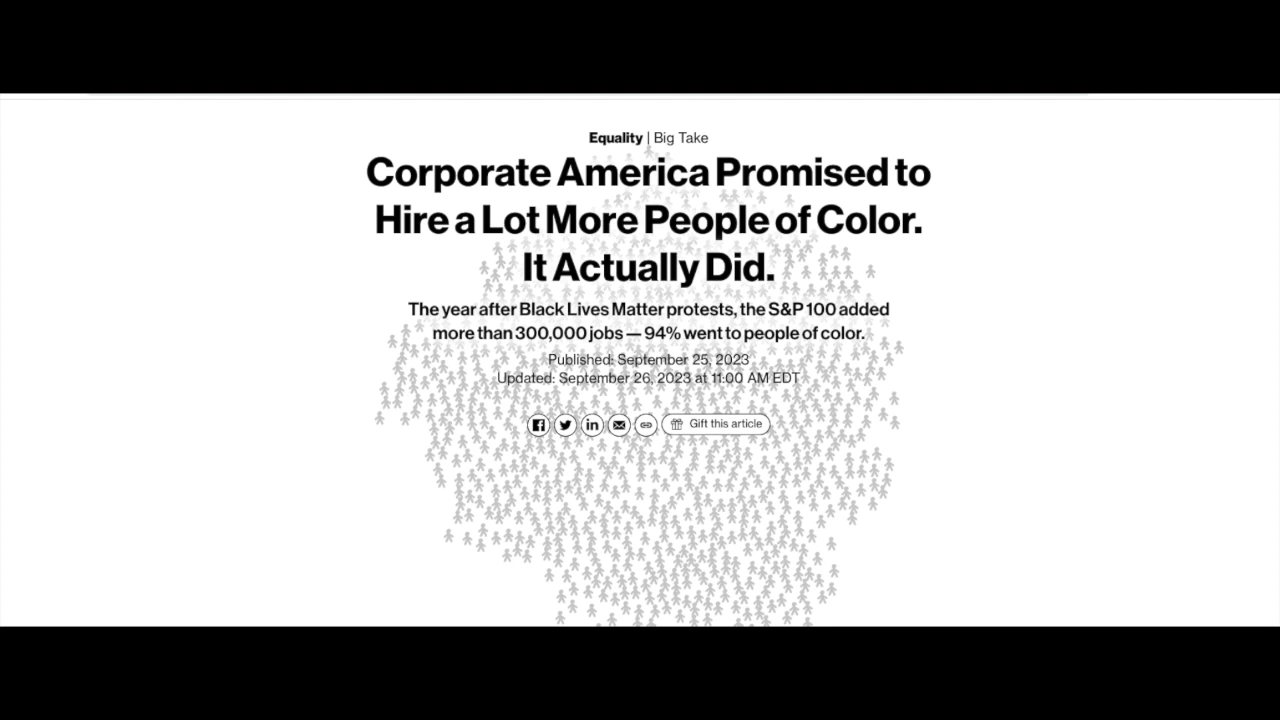 Equality | Big Take
Corporate America Promised to
Hire a Lot More People of Color.
It Actually Did.
The year after Black Lives Matter protests, the S&P 100 added
more than 300,000 jobs — 94% went to people of color.
Published: September 25, 2023
Updated: September 26, 2023 at 11:00 AM EDT
Gift this article